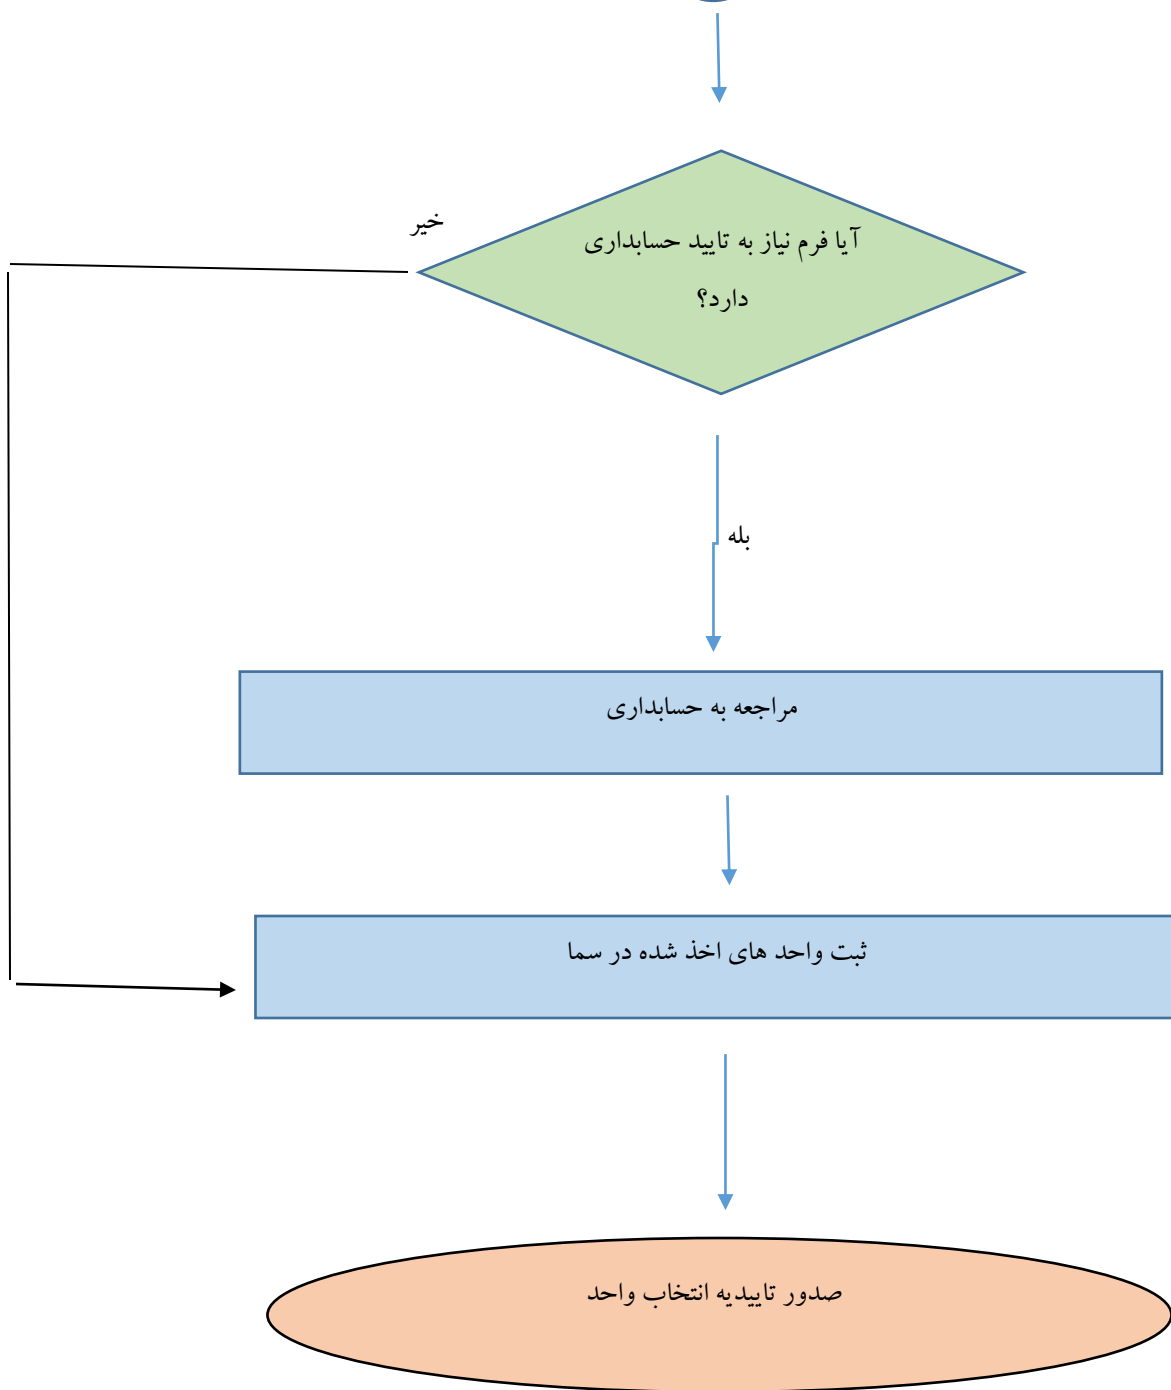 خیر
آیا فرم نیاز به تایید حسابداری
دارد؟
بله
مراجعه به حسابداری
ثبت واحد های اخذ شده در سما
صدور تاییدیه انتخاب واحد